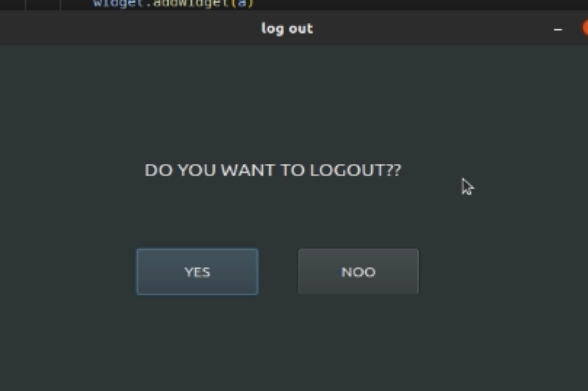 widget.addWidget(a)
log out
DO YOU WANT TO LOGOUT??
YES
NOO